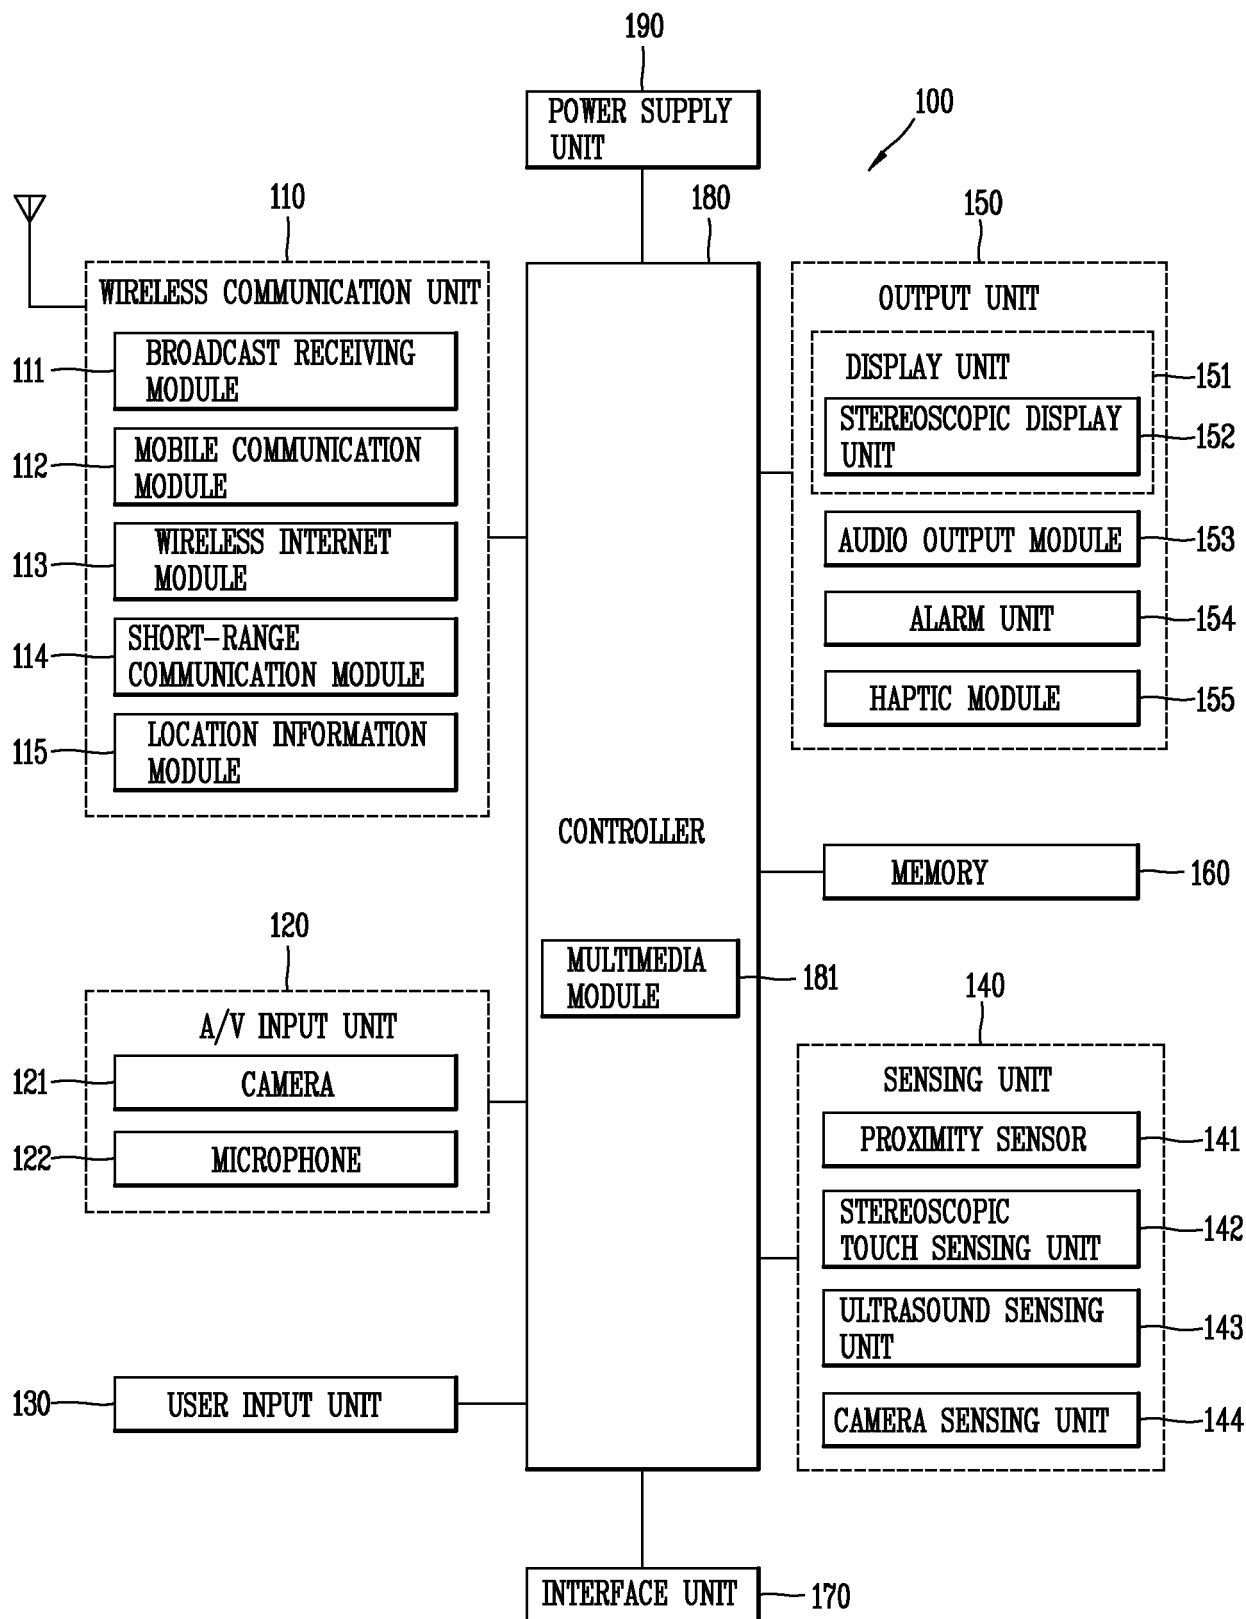 190
POWER SUPPLY
UNIT
100
110
180
150
WIRELESS COMMUNICATION UNIT
111
BROADCAST RECEIVING
MODULE
112
MOBILE COMMUNICATION
MODULE
113
WIRELESS INTERNET
MODULE
114
SHORT-RANGE
COMMUNICATION MODULE
115
LOCATION INFORMATION
MODULE
OUTPUT UNIT
DISPLAY UNIT
151
STEREOSCOPIC DISPLAY
UNIT
152
AUDIO OUTPUT MODULE
153
ALARM UNIT
154
HAPTIC MODULE
155
CONTROLLER
MULTIMEDIA
MODULE
181
MEMORY
160
120
A/V INPUT UNIT
121
CAMERA
122
MICROPHONE
140
SENSING UNIT
PROXIMITY SENSOR
141
STEREOSCOPIC
TOUCH SENSING UNIT
142
ULTRASOUND SENSING
UNIT
143
CAMERA SENSING UNIT
144
130
USER INPUT UNIT
INTERFACE UNIT
170